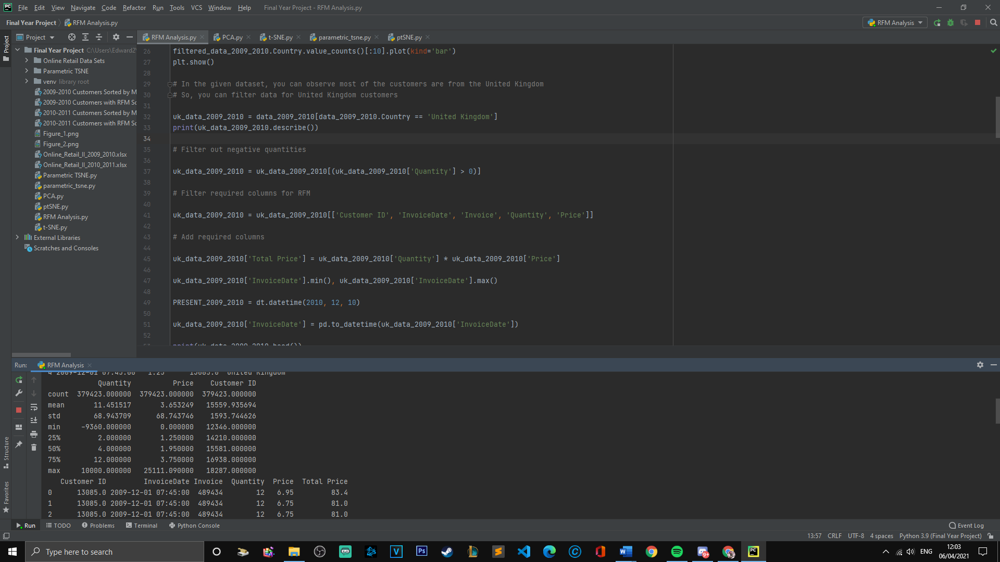 File Edit View Navigate Code Refactor Run Tools VCS Window Help Final Year Project - RFM Analysis.py
Final Year Project RFM Analysis.py RFM Analysis
Project RFM Analysis.py PCA.py t-SNE.py parametric_tsne.py ptSNE.py
Project
Final Year Project C:\Users\Edward2\
Online Retail Data Sets
Parametric TSNE
venv library root
2009-2010 Customers Sorted by M
2009-2010 Customers with RFM Sc
2010-2011 Customers Sorted by M
2010-2011 Customers with RFM Sc
Figure_1.png
Figure_2.png
Online_Retail_II_2009_2010.xlsx
Online_Retail_II_2010_2011.xlsx
Parametric TSNE.py
parametric_tsne.py
PCA.py
ptSNE.py
RFM Analysis.py
t-SNE.py
External Libraries
Scratches and Consoles
26 filtered_data_2009_2010.Country.value_counts()[:10].plot(kind='bar')
27 plt.show()
28
29 # In the given dataset, you can observe most of the customers are from the United Kingdom
30 # So, you can filter data for United Kingdom customers
31
32 uk_data_2009_2010 = data_2009_2010[data_2009_2010.Country == 'United Kingdom']
33 print(uk_data_2009_2010.describe())
34
35 # Filter out negative quantities
36
37 uk_data_2009_2010 = uk_data_2009_2010[(uk_data_2009_2010['Quantity'] > 0)]
38
39 # Filter required columns for RFM
40
41 uk_data_2009_2010 = uk_data_2009_2010[['Customer ID', 'InvoiceDate', 'Invoice', 'Quantity', 'Price']]
42
43 # Add required columns
44
45 uk_data_2009_2010['Total Price'] = uk_data_2009_2010['Quantity'] * uk_data_2009_2010['Price']
46
47 uk_data_2009_2010['InvoiceDate'].min(), uk_data_2009_2010['InvoiceDate'].max()
48
49 PRESENT_2009_2010 = dt.datetime(2010, 12, 10)
50
51 uk_data_2009_2010['InvoiceDate'] = pd.to_datetime(uk_data_2009_2010['InvoiceDate'])
52
53 print(uk_data_2009_2010.head())
Run: RFM Analysis
4 2009-12-01 07:45:00 1.25 13085.0 United Kingdom
Quantity Price Customer ID
count 379423.000000 379423.000000 379423.000000
mean 11.451517 3.653249 15559.935694
std 68.943709 68.743746 1593.744626
min -9360.000000 0.000000 12346.000000
25% 2.000000 1.250000 14210.000000
50% 4.000000 1.950000 15581.000000
75% 12.000000 3.750000 16938.000000
max 10000.000000 25111.090000 18287.000000
Customer ID InvoiceDate Invoice Quantity Price Total Price
0 13085.0 2009-12-01 07:45:00 489434 12 6.95 83.4
1 13085.0 2009-12-01 07:45:00 489434 12 6.75 81.0
2 13085.0 2009-12-01 07:45:00 489434 12 6.75 81.0
Structure
Favorites
Run TODO Problems Terminal Python Console Event Log
13:57 CRLF UTF-8 4 spaces Python 3.9 (Final Year Project)
Type here to search
ENG
12:03
06/04/2021